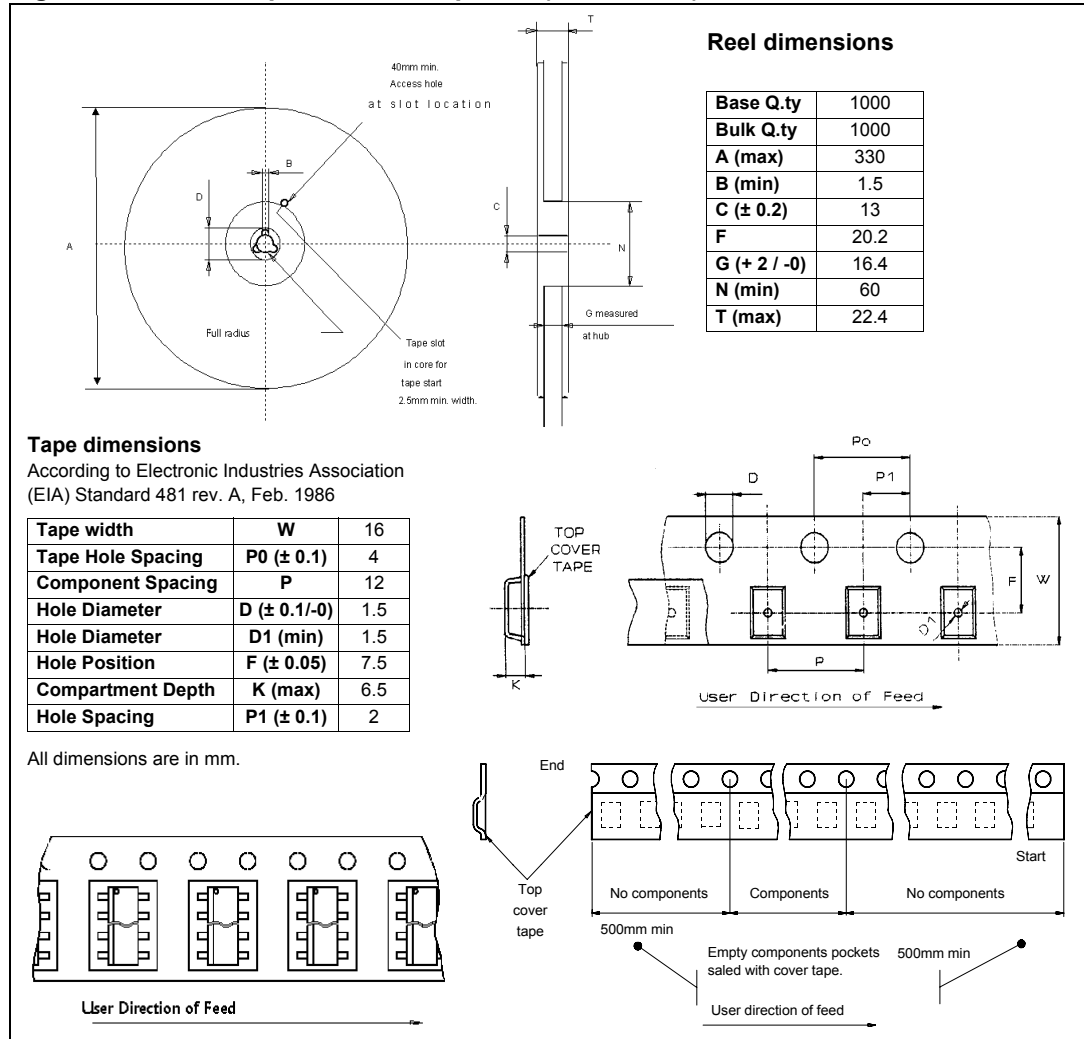 T
Reel dimensions
40mm min.
Access hole
at slot location
B
D
C
A
N
G measured
at hub
Full radius
Tape slot
in core for
tape start
2.5mm min. width.
Base Q.ty 1000
Bulk Q.ty 1000
A (max) 330
B (min) 1.5
C (± 0.2) 13
F 20.2
G (+ 2 / -0) 16.4
N (min) 60
T (max) 22.4
Tape dimensions
According to Electronic Industries Association
(EIA) Standard 481 rev. A, Feb. 1986
Tape width W 16
Tape Hole Spacing P0 (± 0.1) 4
Component Spacing P 12
Hole Diameter D (± 0.1/-0) 1.5
Hole Diameter D1 (min) 1.5
Hole Position F (± 0.05) 7.5
Compartment Depth K (max) 6.5
Hole Spacing P1 (± 0.1) 2
All dimensions are in mm.
Po
D
P1
TOP
COVER
TAPE
F
W
D1
P
K
User Direction of Feed
End
Start
Top
cover
tape
No components
Components
No components
500mm min
Empty components pockets
saled with cover tape.
500mm min
User direction of feed
User Direction of Feed